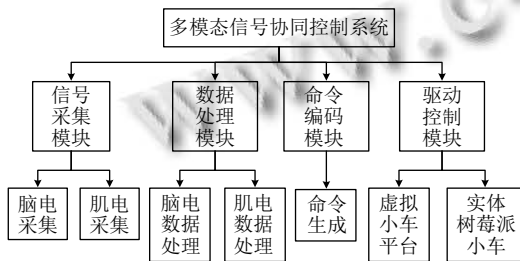 多模态信号协同控制系统
信号
采集
模块
数据
处理
模块
命令
编码
模块
驱动
控制
模块
脑电
采集
肌电
采集
脑电
数据
处理
肌电
数据
处理
命令
生成
虚拟
小车
平台
实体
树莓派
小车
www.c